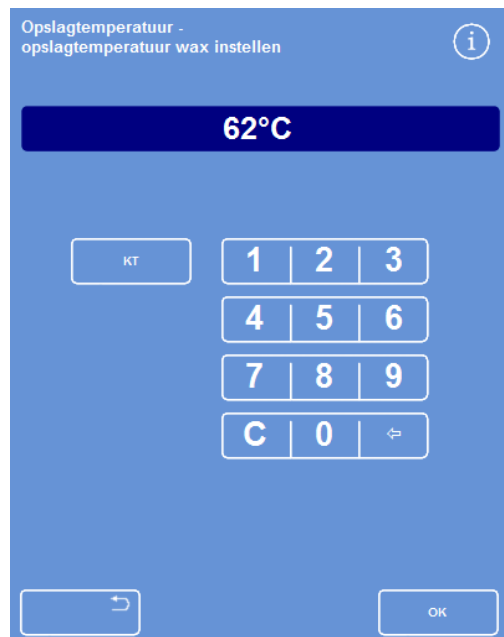 Opslagtemperatuur -
opslagtemperatuur wax instellen
i
62°C
KT
1 2 3
4 5 6
7 8 9
C 0 ⇦
OK